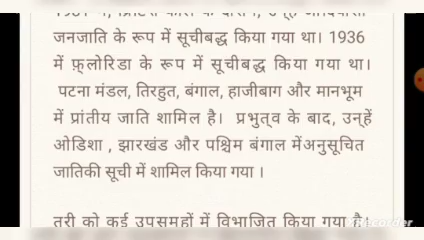 जनजाति के रूप में सूचीबद्ध किया गया था। 1936
में फ़्लोरिडा के रूप में सूचीबद्ध किया गया था।
पटना मंडल, तिरहुत, बंगाल, हाजीबाग और मानभूम
में प्रांतीय जाति शामिल है। प्रभुत्व के बाद, उन्हें
ओडिशा , झारखंड और पश्चिम बंगाल मेंअनुसूचित
जातिकी सूची में शामिल किया गया ।
तुरी को कई उपसमूहों में विभाजित किया गया है।